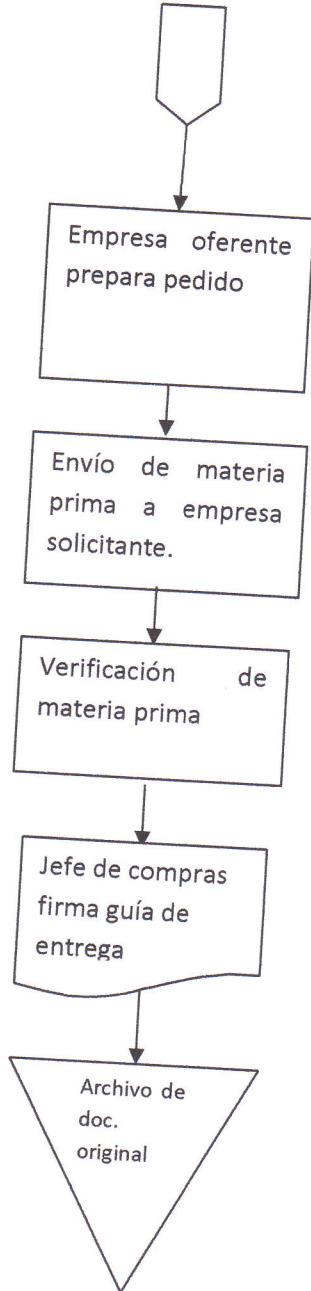 Empresa oferente
prepara pedido
Envío de materia
prima a empresa
solicitante.
Verificación de
materia prima
Jefe de compras
firma guía de
entrega
Archivo de
doc.
original